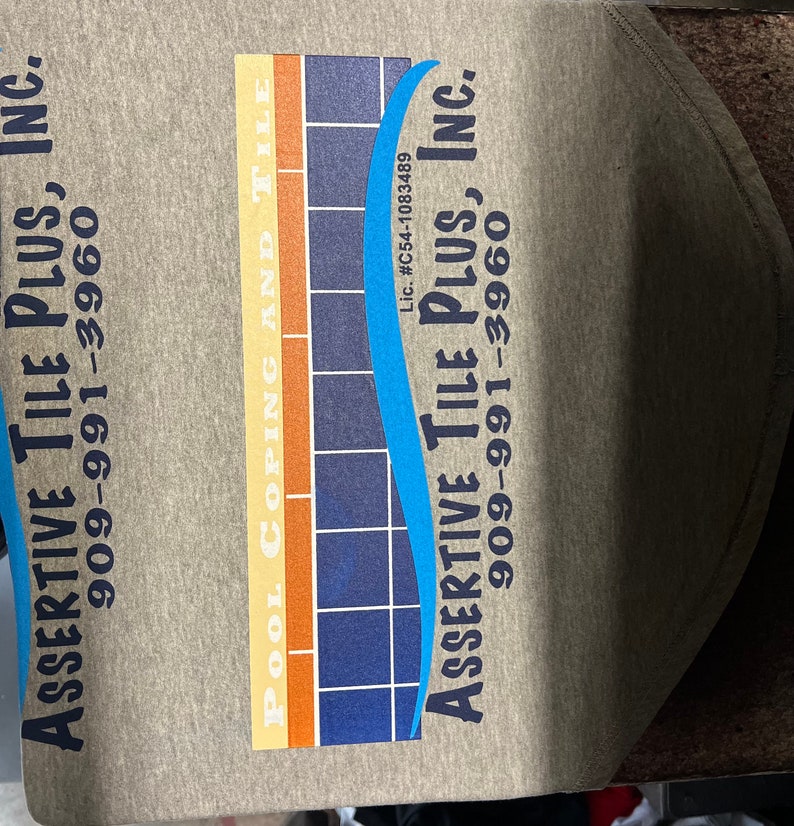 Pool Coping and Tile
Lic. #C54-1083489
Assertive Tile Plus, Inc.
909-991-3960
Assertive Tile Plus, Inc.
909-991-3960